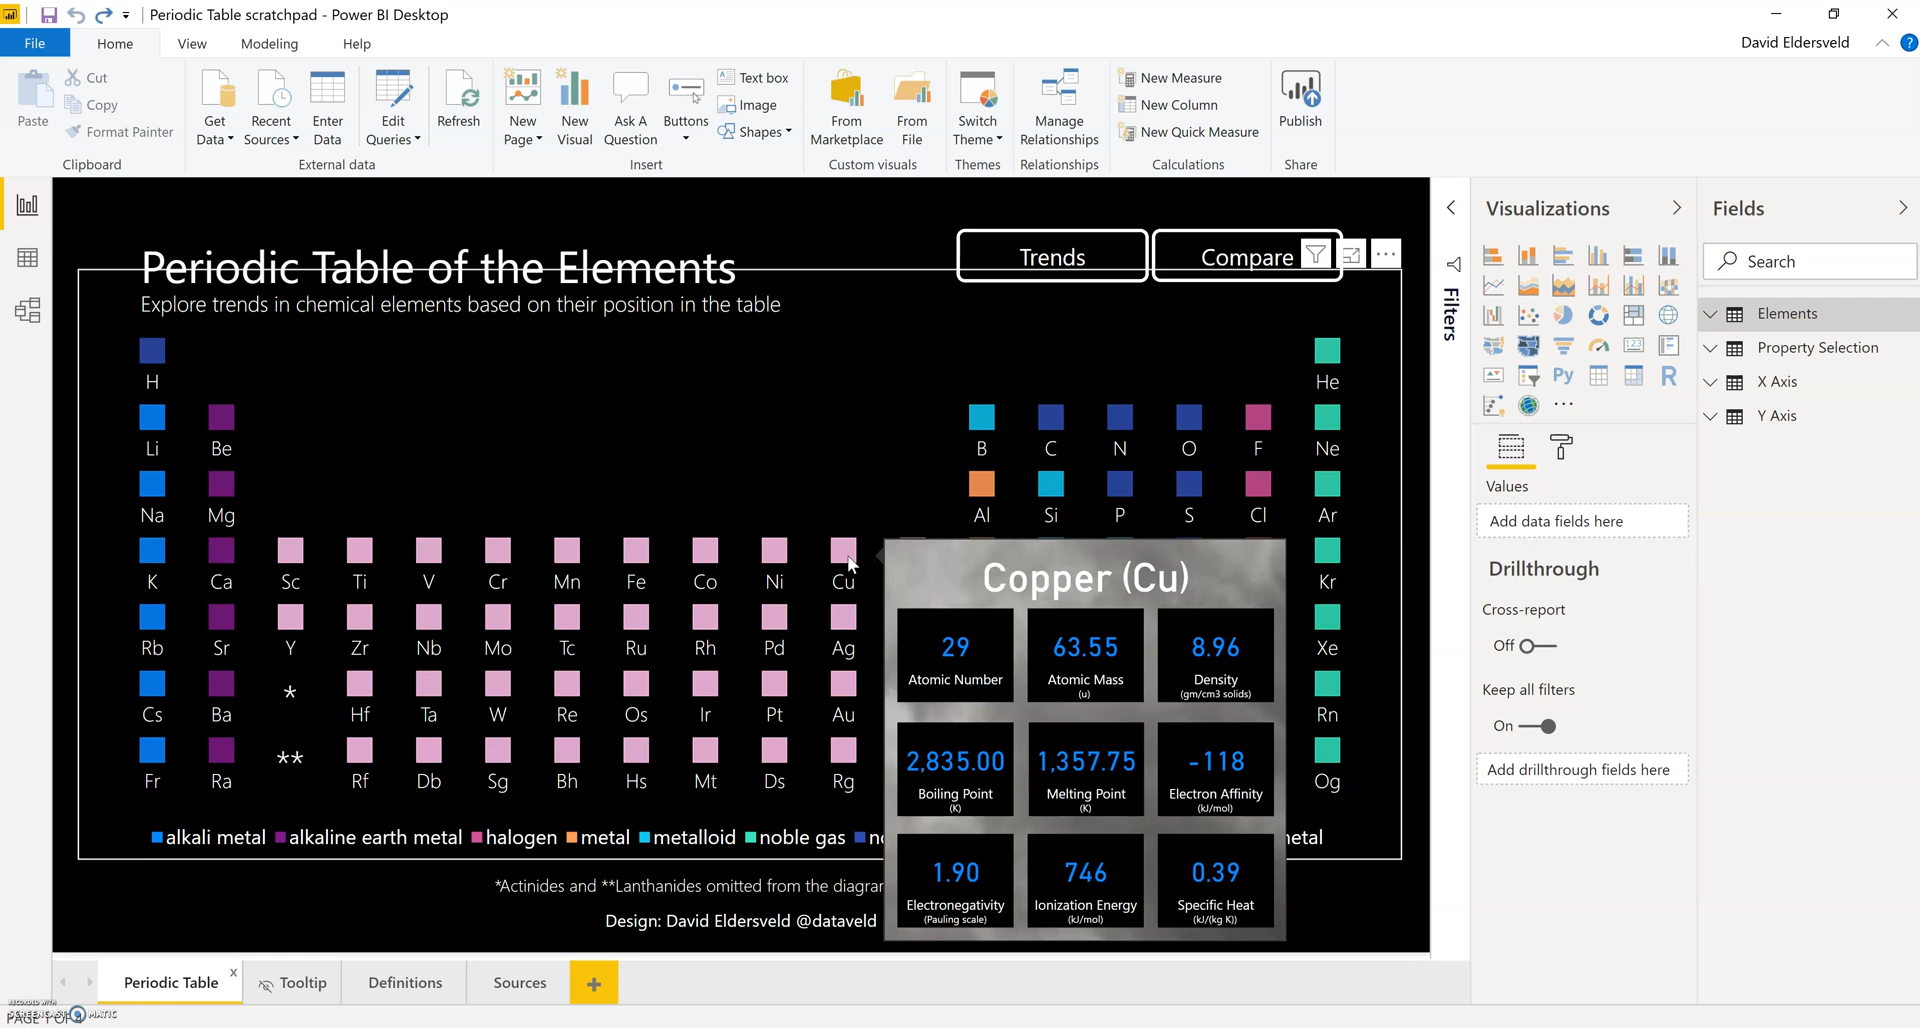 Periodic Table scratchpad - Power BI Desktop
File Home View Modeling Help
David Eldersveld
?
Paste
Cut
Copy
Format Painter
Clipboard
Get Data
Recent Sources
Enter Data
Edit Queries
External data
Refresh
New Page
New Visual
Ask A Question
Buttons
Text box
Image
Shapes
Insert
From Marketplace
From File
Custom visuals
Switch Theme
Themes
Manage Relationships
Relationships
New Measure
New Column
New Quick Measure
Calculations
Publish
Share
Periodic Table of the Elements
Explore trends in chemical elements based on their position in the table
Trends
Compare
H He
Li Be B C N O F Ne
Na Mg Al Si P S Cl Ar
K Ca Sc Ti V Cr Mn Fe Co Ni Cu Kr
Rb Sr Y Zr Nb Mo Tc Ru Rh Pd Ag Xe
Cs Ba * Hf Ta W Re Os Ir Pt Au Rn
Fr Ra ** Rf Db Sg Bh Hs Mt Ds Rg Og
alkali metal alkaline earth metal halogen metal metalloid noble gas
*Actinides and **Lanthanides omitted from the
Design: David Eldersveld @dataveld
Copper (Cu)
29
Atomic Number
63.55
Atomic Mass
(u)
8.96
Density
(gm/cm3 solids)
2,835.00
Boiling Point
(K)
1,357.75
Melting Point
(K)
-118
Electron Affinity
(kJ/mol)
1.90
Electronegativity
(Pauling scale)
746
Ionization Energy
(kJ/mol)
0.39
Specific Heat
(kJ/(kg K))
Filters
Visualizations
123
Py
R
Values
Add data fields here
Drillthrough
Cross-report
Off
Keep all filters
On
Add drillthrough fields here
Fields
Search
Elements
Property Selection
X Axis
Y Axis
Periodic Table x
Tooltip
Definitions
Sources
+
RECORDED WITH
SCREENCAST MATIC
PAGE 1 OF 4